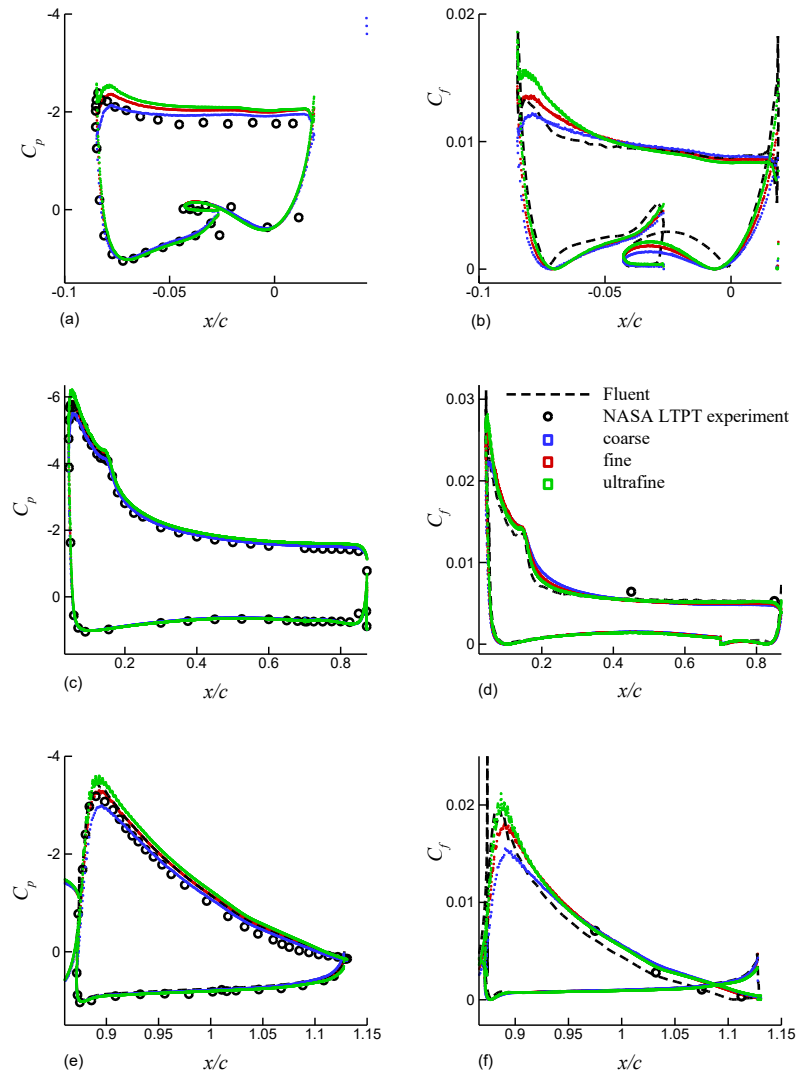 -4
-2
0
C_p
-0.1
-0.05
0
x/c
(a)
0.02
0.01
0
C_f
-0.1
-0.05
0
x/c
(b)
-6
-4
-2
0
C_p
0.2
0.4
0.6
0.8
x/c
(c)
0.03
0.02
0.01
0
C_f
Fluent
NASA LTPT experiment
coarse
fine
ultrafine
0.2
0.4
0.6
0.8
x/c
(d)
-4
-2
0
C_p
0.9
0.95
1
1.05
1.1
1.15
x/c
(e)
0.02
0.01
0
C_f
0.9
0.95
1
1.05
1.1
1.15
x/c
(f)